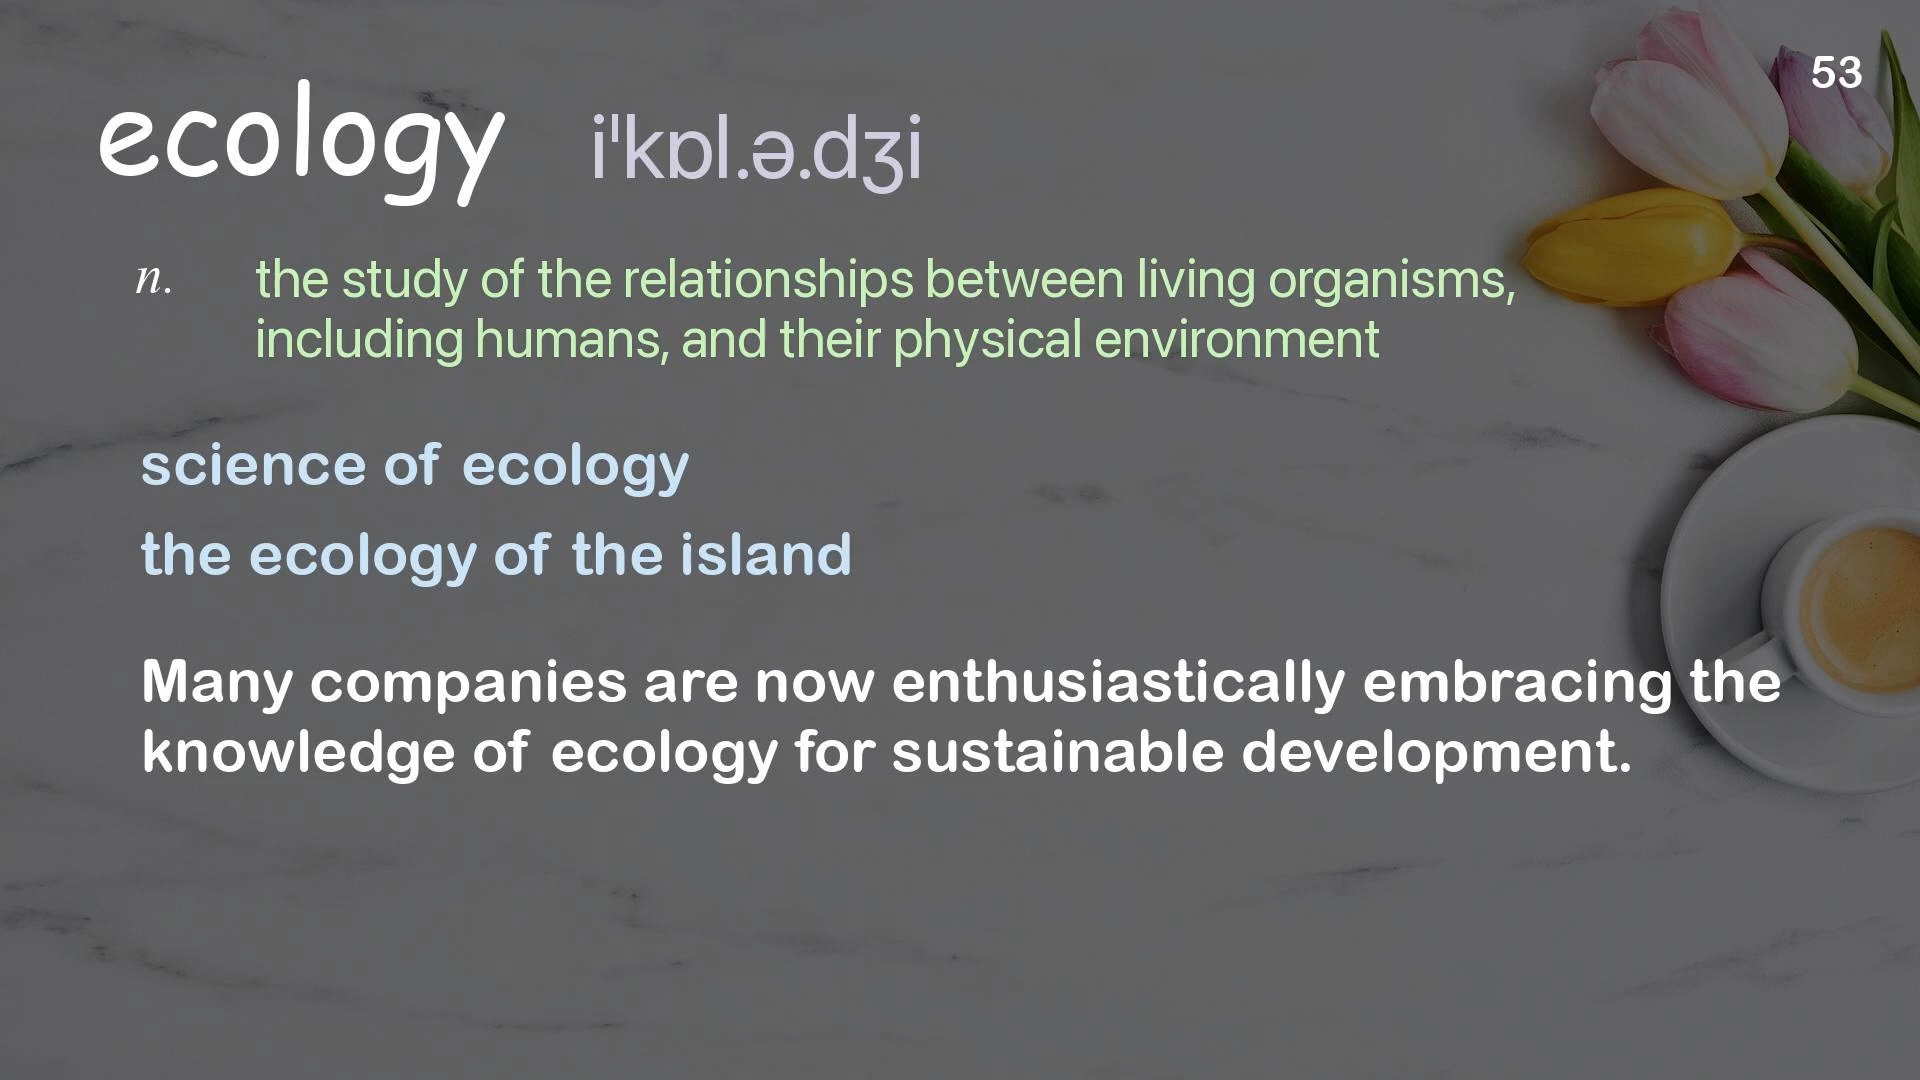 53
ecology iˈkɒl.ə.dʒi
n. the study of the relationships between living organisms,
including humans, and their physical environment
science of ecology
the ecology of the island
Many companies are now enthusiastically embracing the
knowledge of ecology for sustainable development.